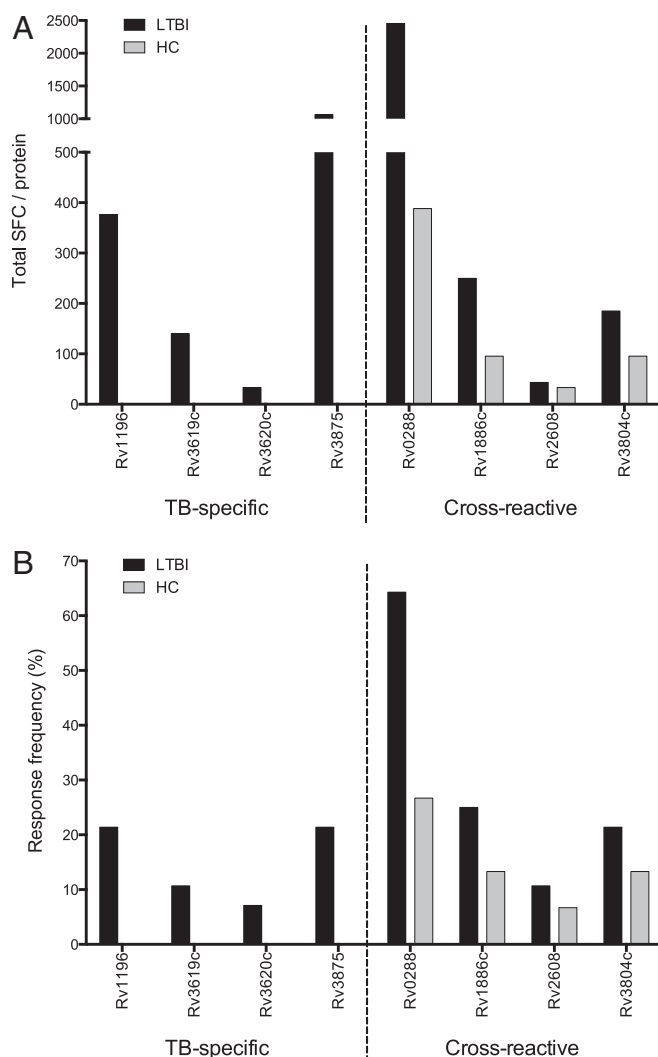 A
LTBI
HC
Total SFC / protein
2500
2000
1500
1000
500
400
300
200
100
0
Rv1196
Rv3619c
Rv3620c
Rv3875
Rv0288
Rv1886c
Rv2608
Rv3804c
TB-specific
Cross-reactive
B
LTBI
HC
Response frequency (%)
70
60
50
40
30
20
10
0
Rv1196
Rv3619c
Rv3620c
Rv3875
Rv0288
Rv1886c
Rv2608
Rv3804c
TB-specific
Cross-reactive